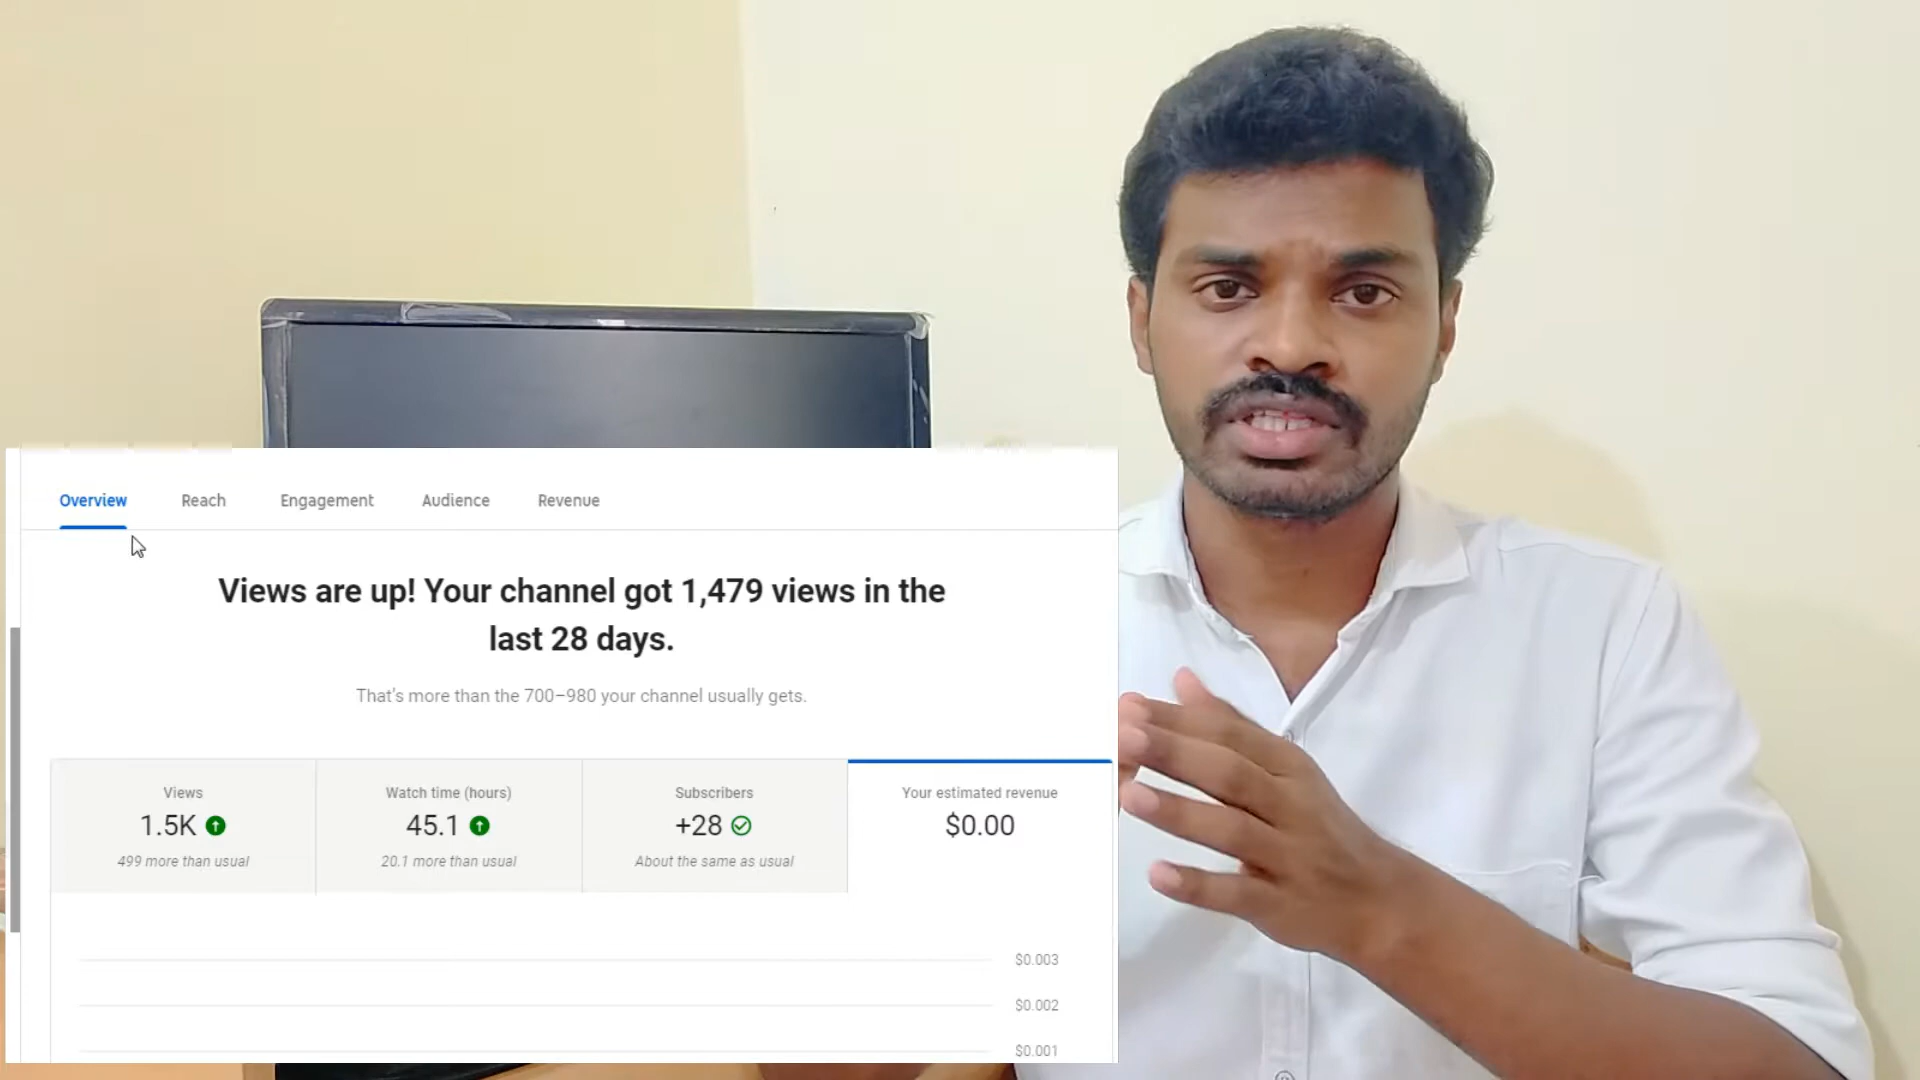 Overview Reach Engagement Audience Revenue
Views are up! Your channel got 1,479 views in the
last 28 days.
That's more than the 700–980 your channel usually gets.
Views Watch time (hours) Subscribers Your estimated revenue
1.5K 45.1 +28 $0.00
499 more than usual 20.1 more than usual About the same as usual
$0.003
$0.002
$0.001